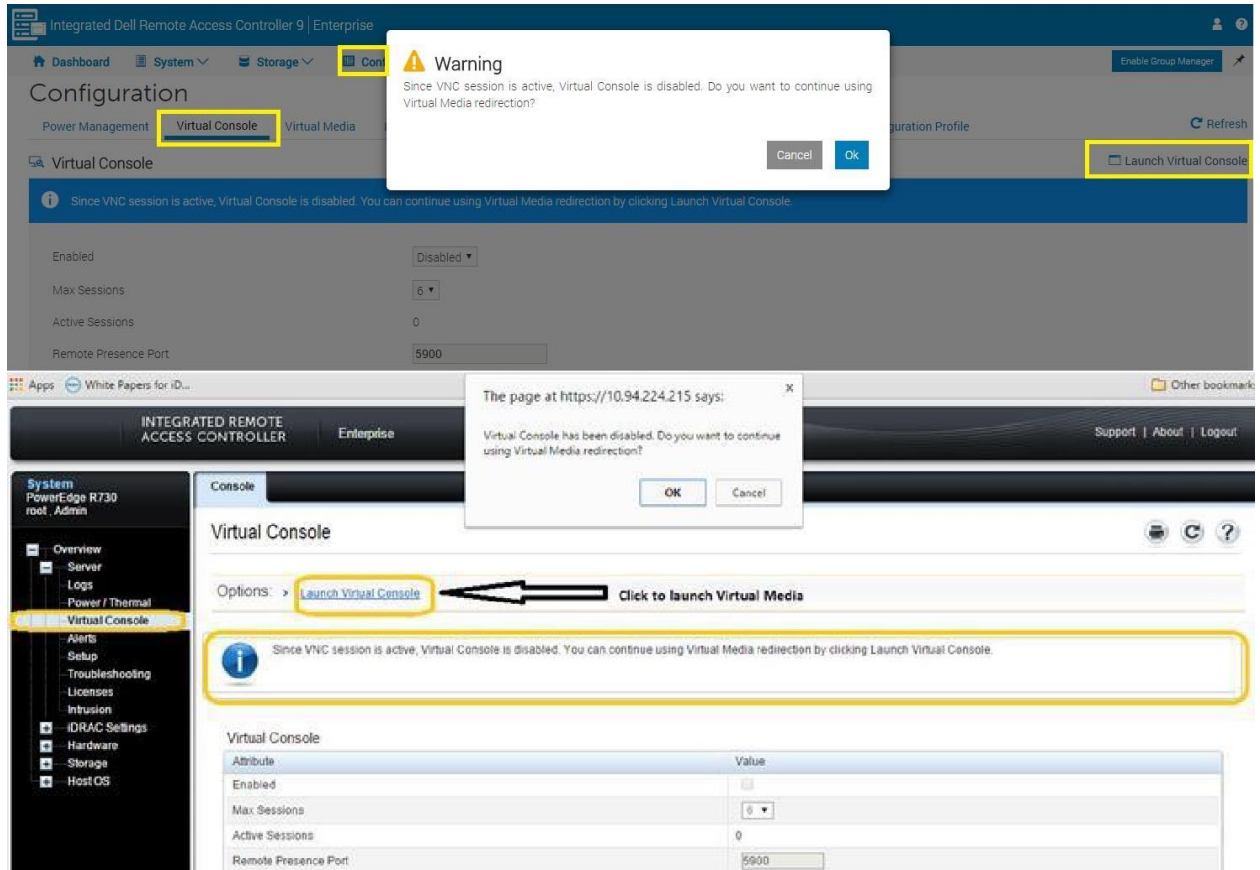 Integrated Dell Remote Access Controller 9 | Enterprise
Dashboard System Storage Conf Enable Group Manager
Warning
Since VNC session is active, Virtual Console is disabled. Do you want to continue using
Virtual Media redirection?
Cancel Ok
Configuration
Power Management Virtual Console Virtual Media guration Profile Refresh
Virtual Console Launch Virtual Console
Since VNC session is active, Virtual Console is disabled. You can continue using Virtual Media redirection by clicking Launch Virtual Console.
Enabled Disabled
Max Sessions 6
Active Sessions 0
Remote Presence Port 5900
Apps White Papers for iD... Other bookmark
The page at https://10.94.224.215 says: x
Virtual Console has been disabled. Do you want to continue
using Virtual Media redirection?
OK Cancel
INTEGRATED REMOTE
ACCESS CONTROLLER Enterprise Support | About | Logout
System
PowerEdge R730
root , Admin
Overview
Server
Logs
Power / Thermal
Virtual Console
Alerts
Setup
Troubleshooting
Licenses
Intrusion
iDRAC Settings
Hardware
Storage
Host OS
Console
Virtual Console
Options: › Launch Virtual Console Click to launch Virtual Media
Since VNC session is active, Virtual Console is disabled. You can continue using Virtual Media redirection by clicking Launch Virtual Console.
Virtual Console
Attribute Value
Enabled
Max Sessions 6
Active Sessions 0
Remote Presence Port 5900